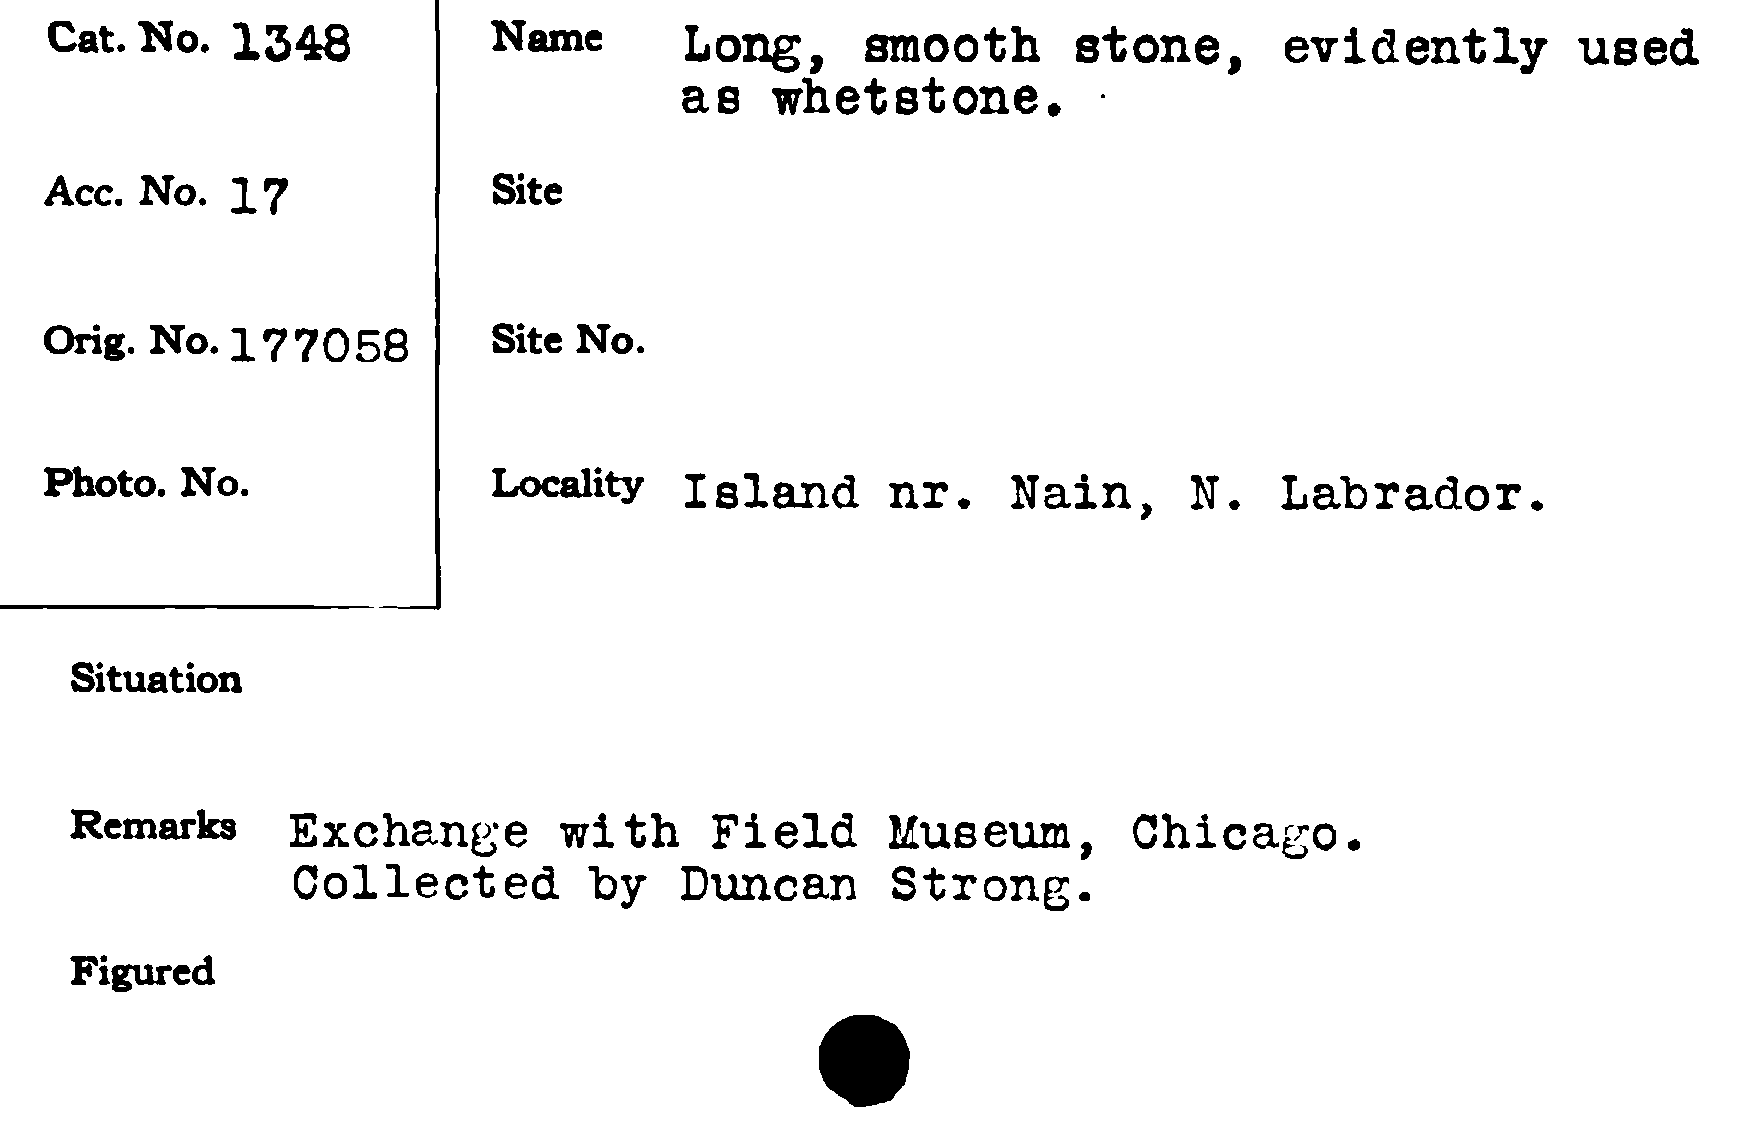 Cat. No. 1348
Name Long, smooth stone, evidently used
as whetstone.
Acc. No. 17
Site
Orig. No. 177058
Site No.
Photo. No.
Locality Island nr. Nain, N. Labrador.
Situation
Remarks Exchange with Field Museum, Chicago.
Collected by Duncan Strong.
Figured